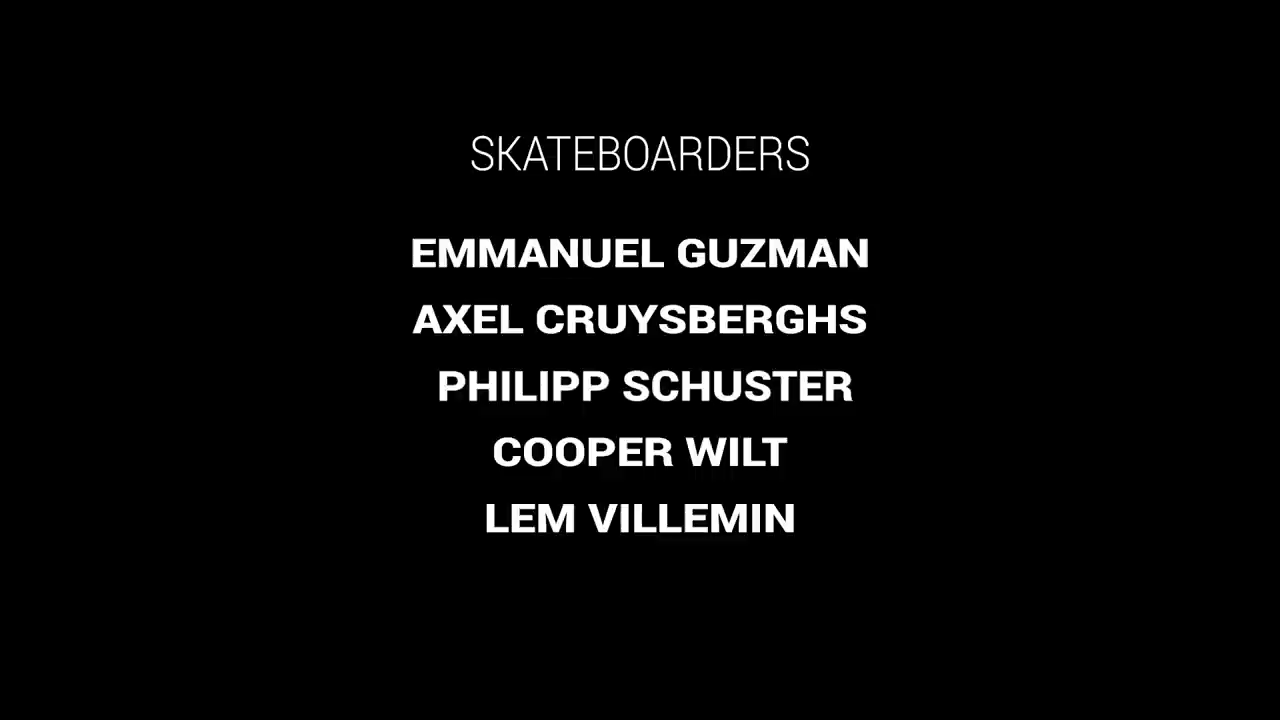 SKATEBOARDERS
EMMANUEL GUZMAN
AXEL CRUYSBERGHS
PHILIPP SCHUSTER
COOPER WILT
LEM VILLEMIN